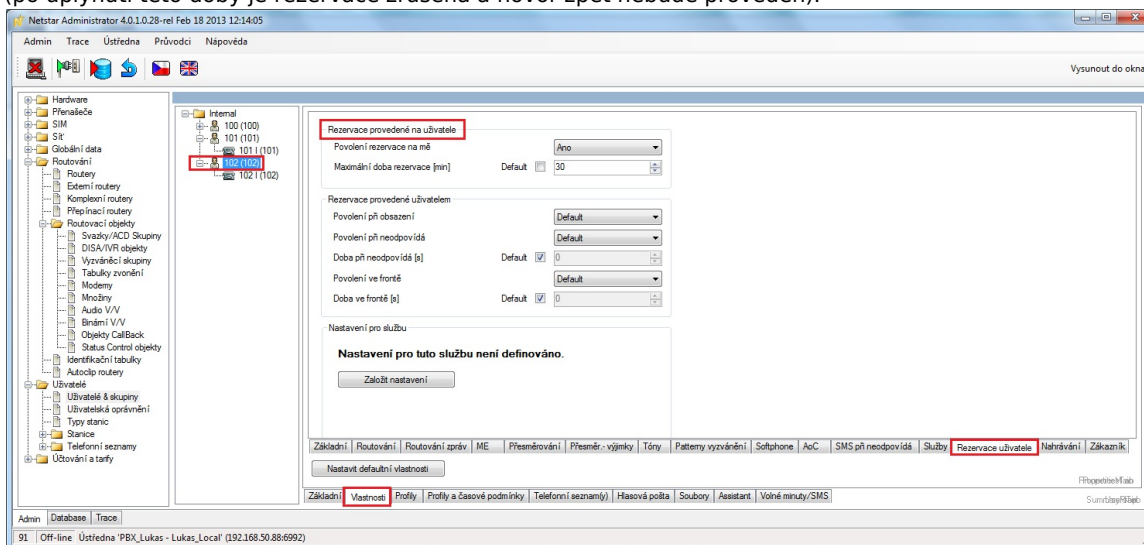 (po uplynutí této doby je rezervace zrušena a hovor zpět nebude proveden).
Netstar Administrator 4.0.1.0.28-rel Feb 18 2013 12:14:05
Admin Trace Ústředna Průvodci Nápověda
Vysunout do okna
Hardware
Přenašeče
SIM
Síť
Globální data
Routování
Routery
Externí routery
Komplexní routery
Přepínací routery
Routovací objekty
Svazky/ACD Skupiny
DISA/IVR objekty
Vyzváněcí skupiny
Tabulky zvonění
Modemy
Množiny
Audio V/V
Binární V/V
Objekty CallBack
Status Control objekty
Identifikační tabulky
Autoclip routery
Uživatelé
Uživatelé & skupiny
Uživatelská oprávnění
Typy stanic
Stanice
Telefonní seznamy
Účtování a tarify
Internal
100 (100)
101 (101)
101 I (101)
102 (102)
102 I (102)
Rezervace provedené na uživatele
Povolení rezervace na mě Ano
Maximální doba rezervace [min] Default 30
Rezervace provedené uživatelem
Povolení při obsazení Default
Povolení při neodpovídá Default
Doba při neodpovídá [s] Default 0
Povolení ve frontě Default
Doba ve frontě [s] Default 0
Nastavení pro službu
Nastavení pro tuto službu není definováno.
Založit nastavení
Základní Routování Routování zpráv ME Přesměrování Přesměr.- výjimky Tóny Patterny vyzvánění Softphone AoC SMS při neodpovídá Služby Rezervace uživatele Nahrávání Zákazník
Nastavit defaultní vlastnosti
Základní Vlastnosti Profily Profily a časové podmínky Telefonní seznam(y) Hlasová pošta Soubory Assistant Volné minuty/SMS
Admin Database Trace
91 Off-line Ústředna 'PBX_Lukas - Lukas_Local' (192.168.50.88:6992)